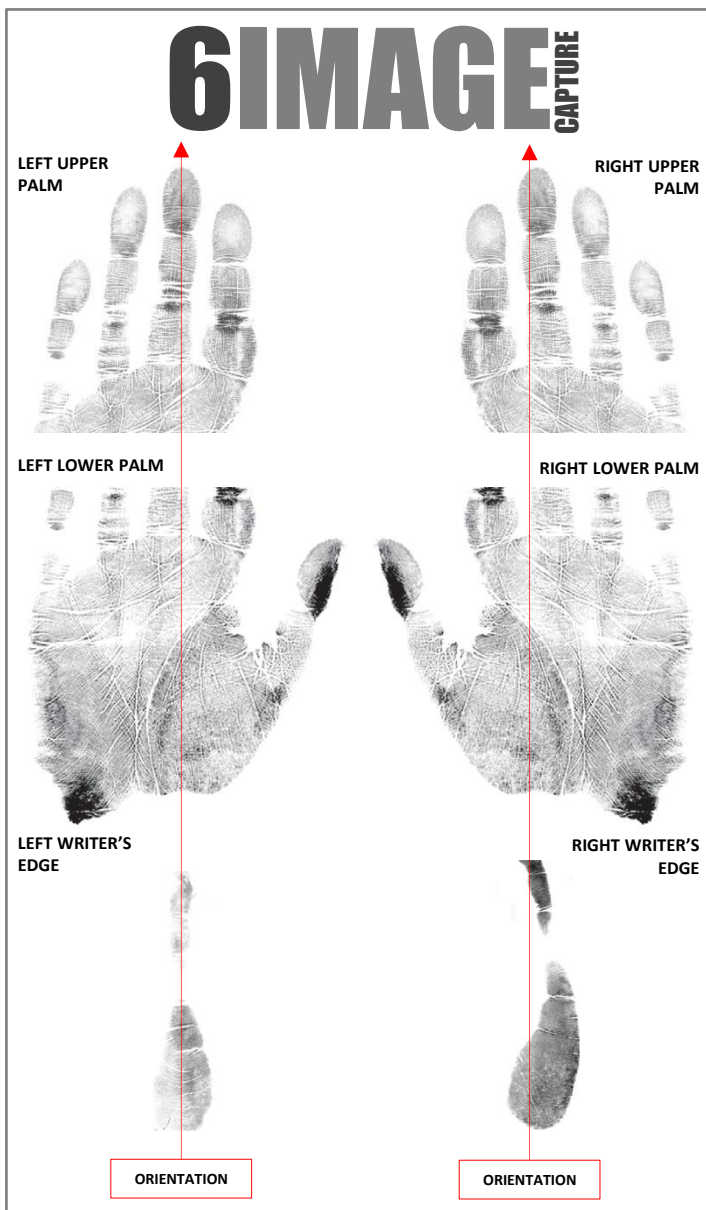 6IMAGE CAPTURE
LEFT UPPER
PALM
RIGHT UPPER
PALM
LEFT LOWER PALM
RIGHT LOWER PALM
LEFT WRITER'S
EDGE
RIGHT WRITER'S
EDGE
ORIENTATION
ORIENTATION